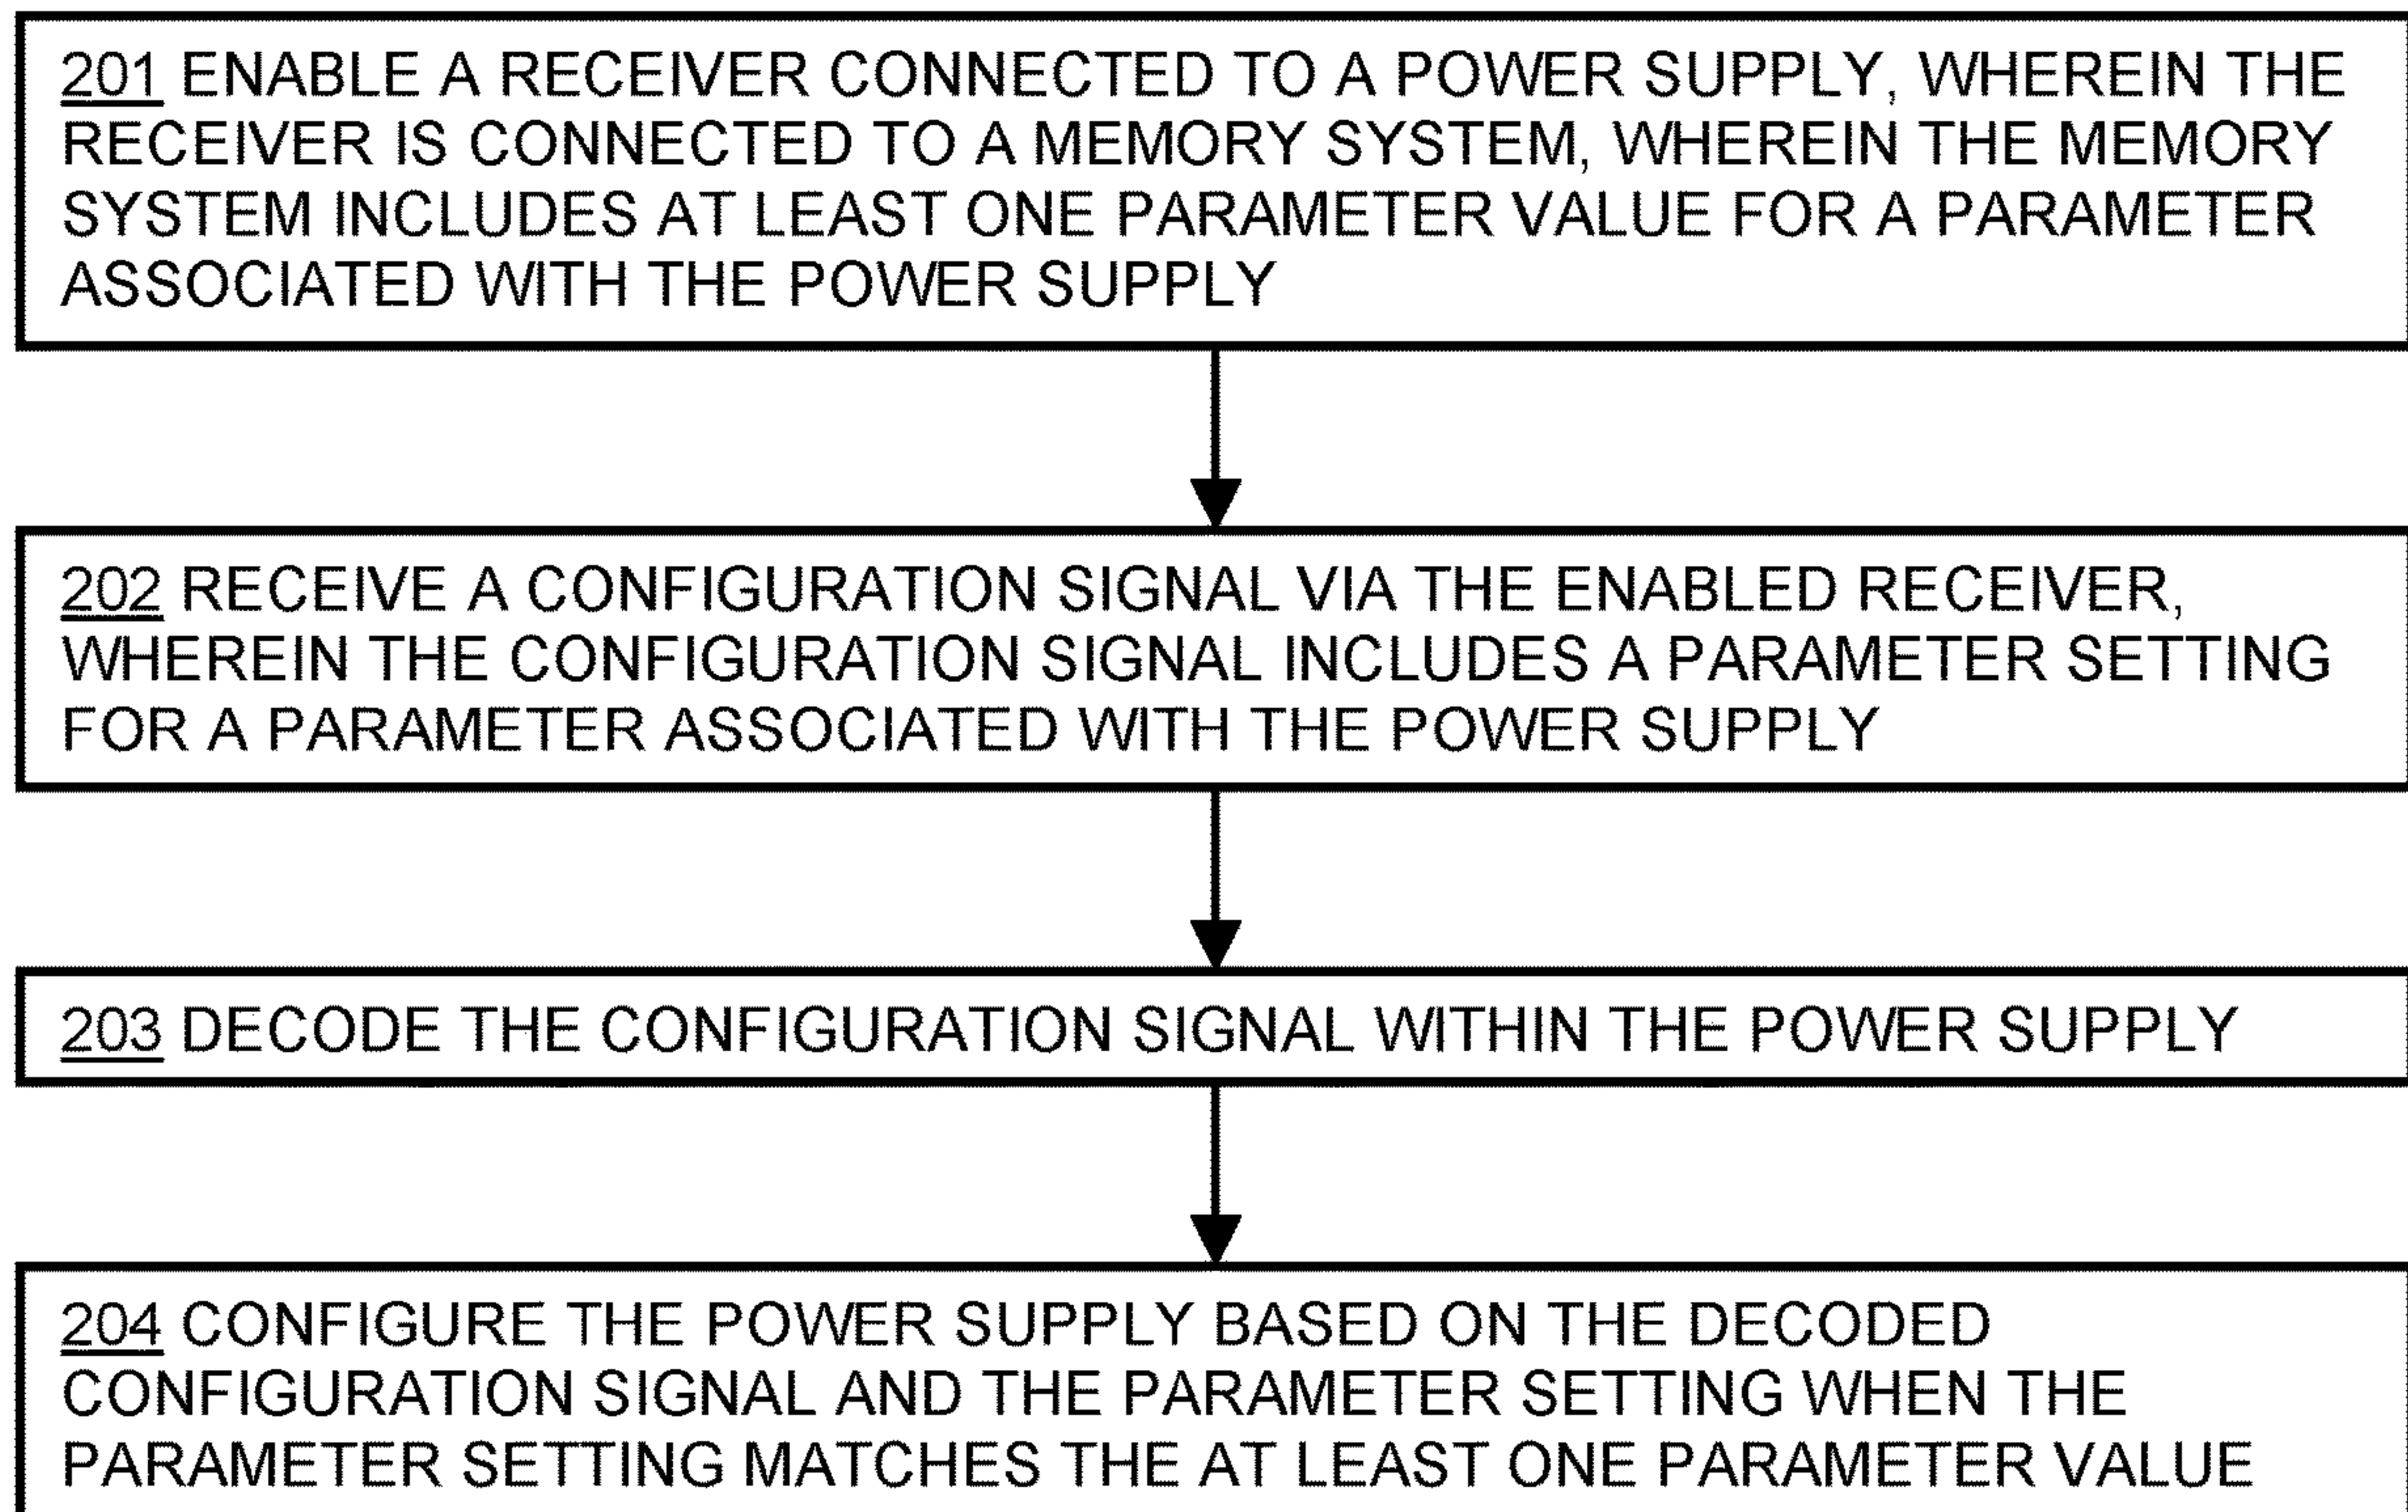 201 ENABLE A RECEIVER CONNECTED TO A POWER SUPPLY, WHEREIN THE
RECEIVER IS CONNECTED TO A MEMORY SYSTEM, WHEREIN THE MEMORY
SYSTEM INCLUDES AT LEAST ONE PARAMETER VALUE FOR A PARAMETER
ASSOCIATED WITH THE POWER SUPPLY
202 RECEIVE A CONFIGURATION SIGNAL VIA THE ENABLED RECEIVER,
WHEREIN THE CONFIGURATION SIGNAL INCLUDES A PARAMETER SETTING
FOR A PARAMETER ASSOCIATED WITH THE POWER SUPPLY
203 DECODE THE CONFIGURATION SIGNAL WITHIN THE POWER SUPPLY
204 CONFIGURE THE POWER SUPPLY BASED ON THE DECODED
CONFIGURATION SIGNAL AND THE PARAMETER SETTING WHEN THE
PARAMETER SETTING MATCHES THE AT LEAST ONE PARAMETER VALUE